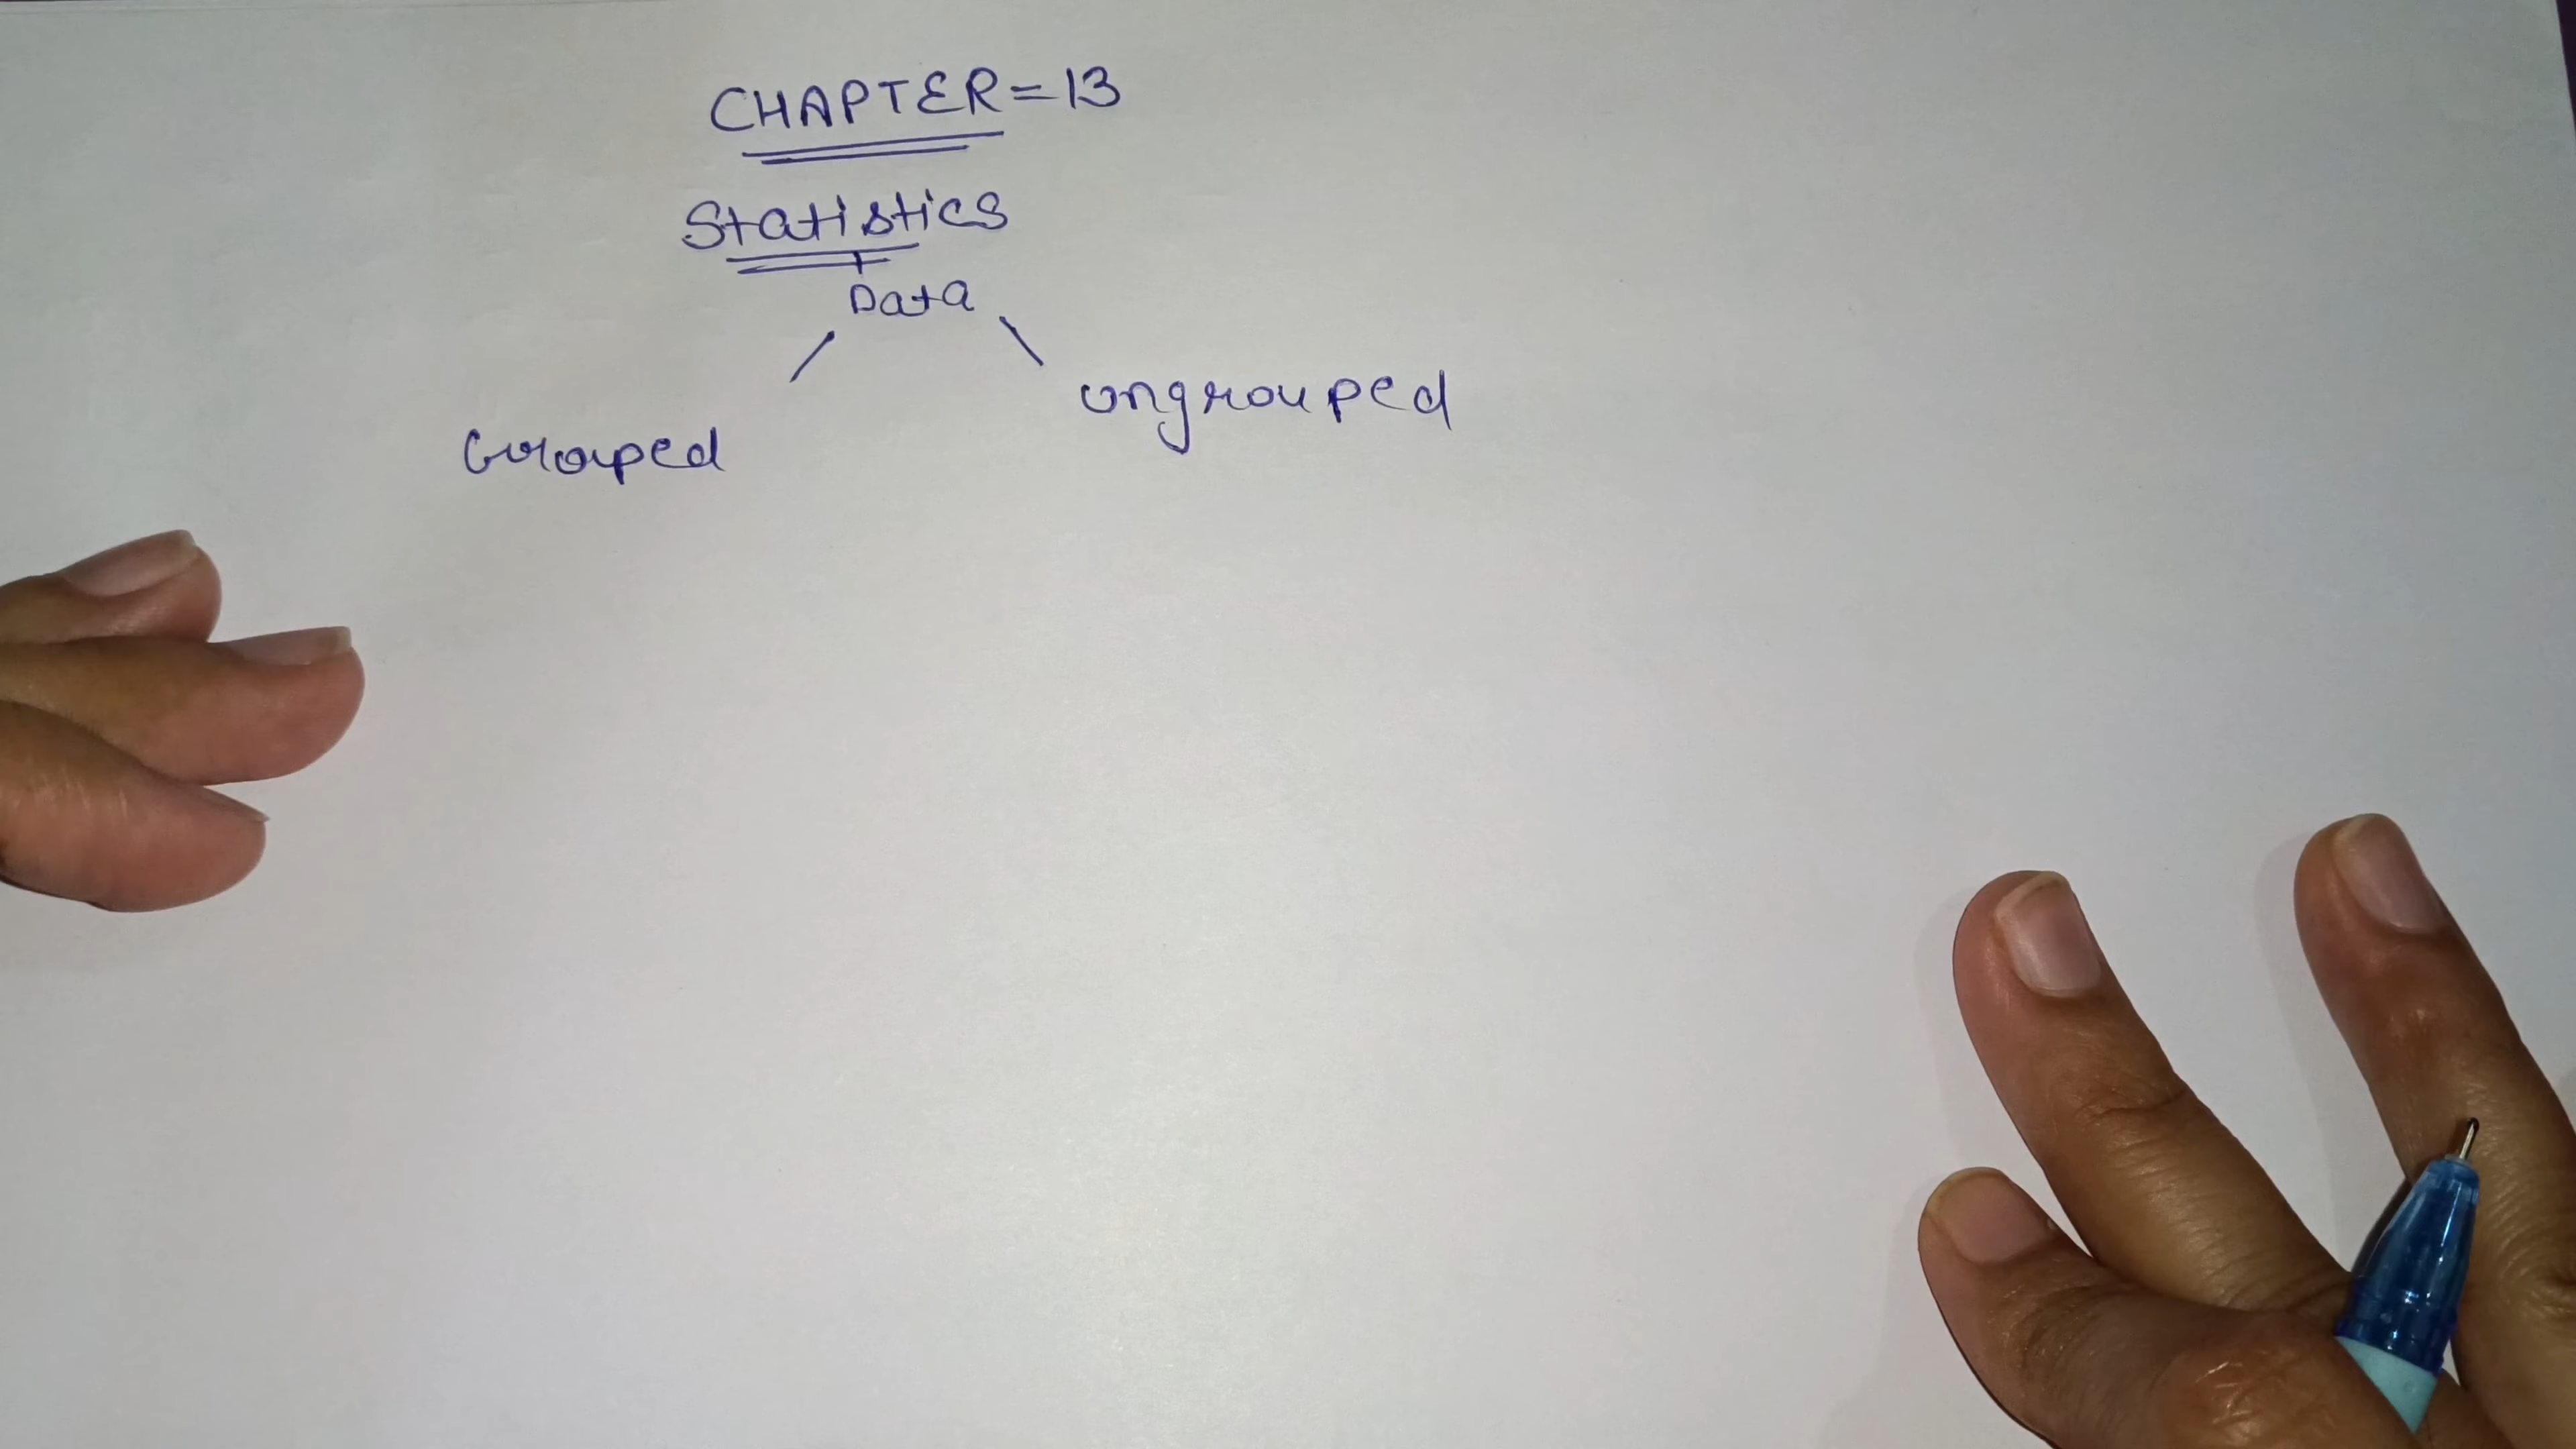 CHAPTER = 13
Statistics
Data
Grouped
ungrouped